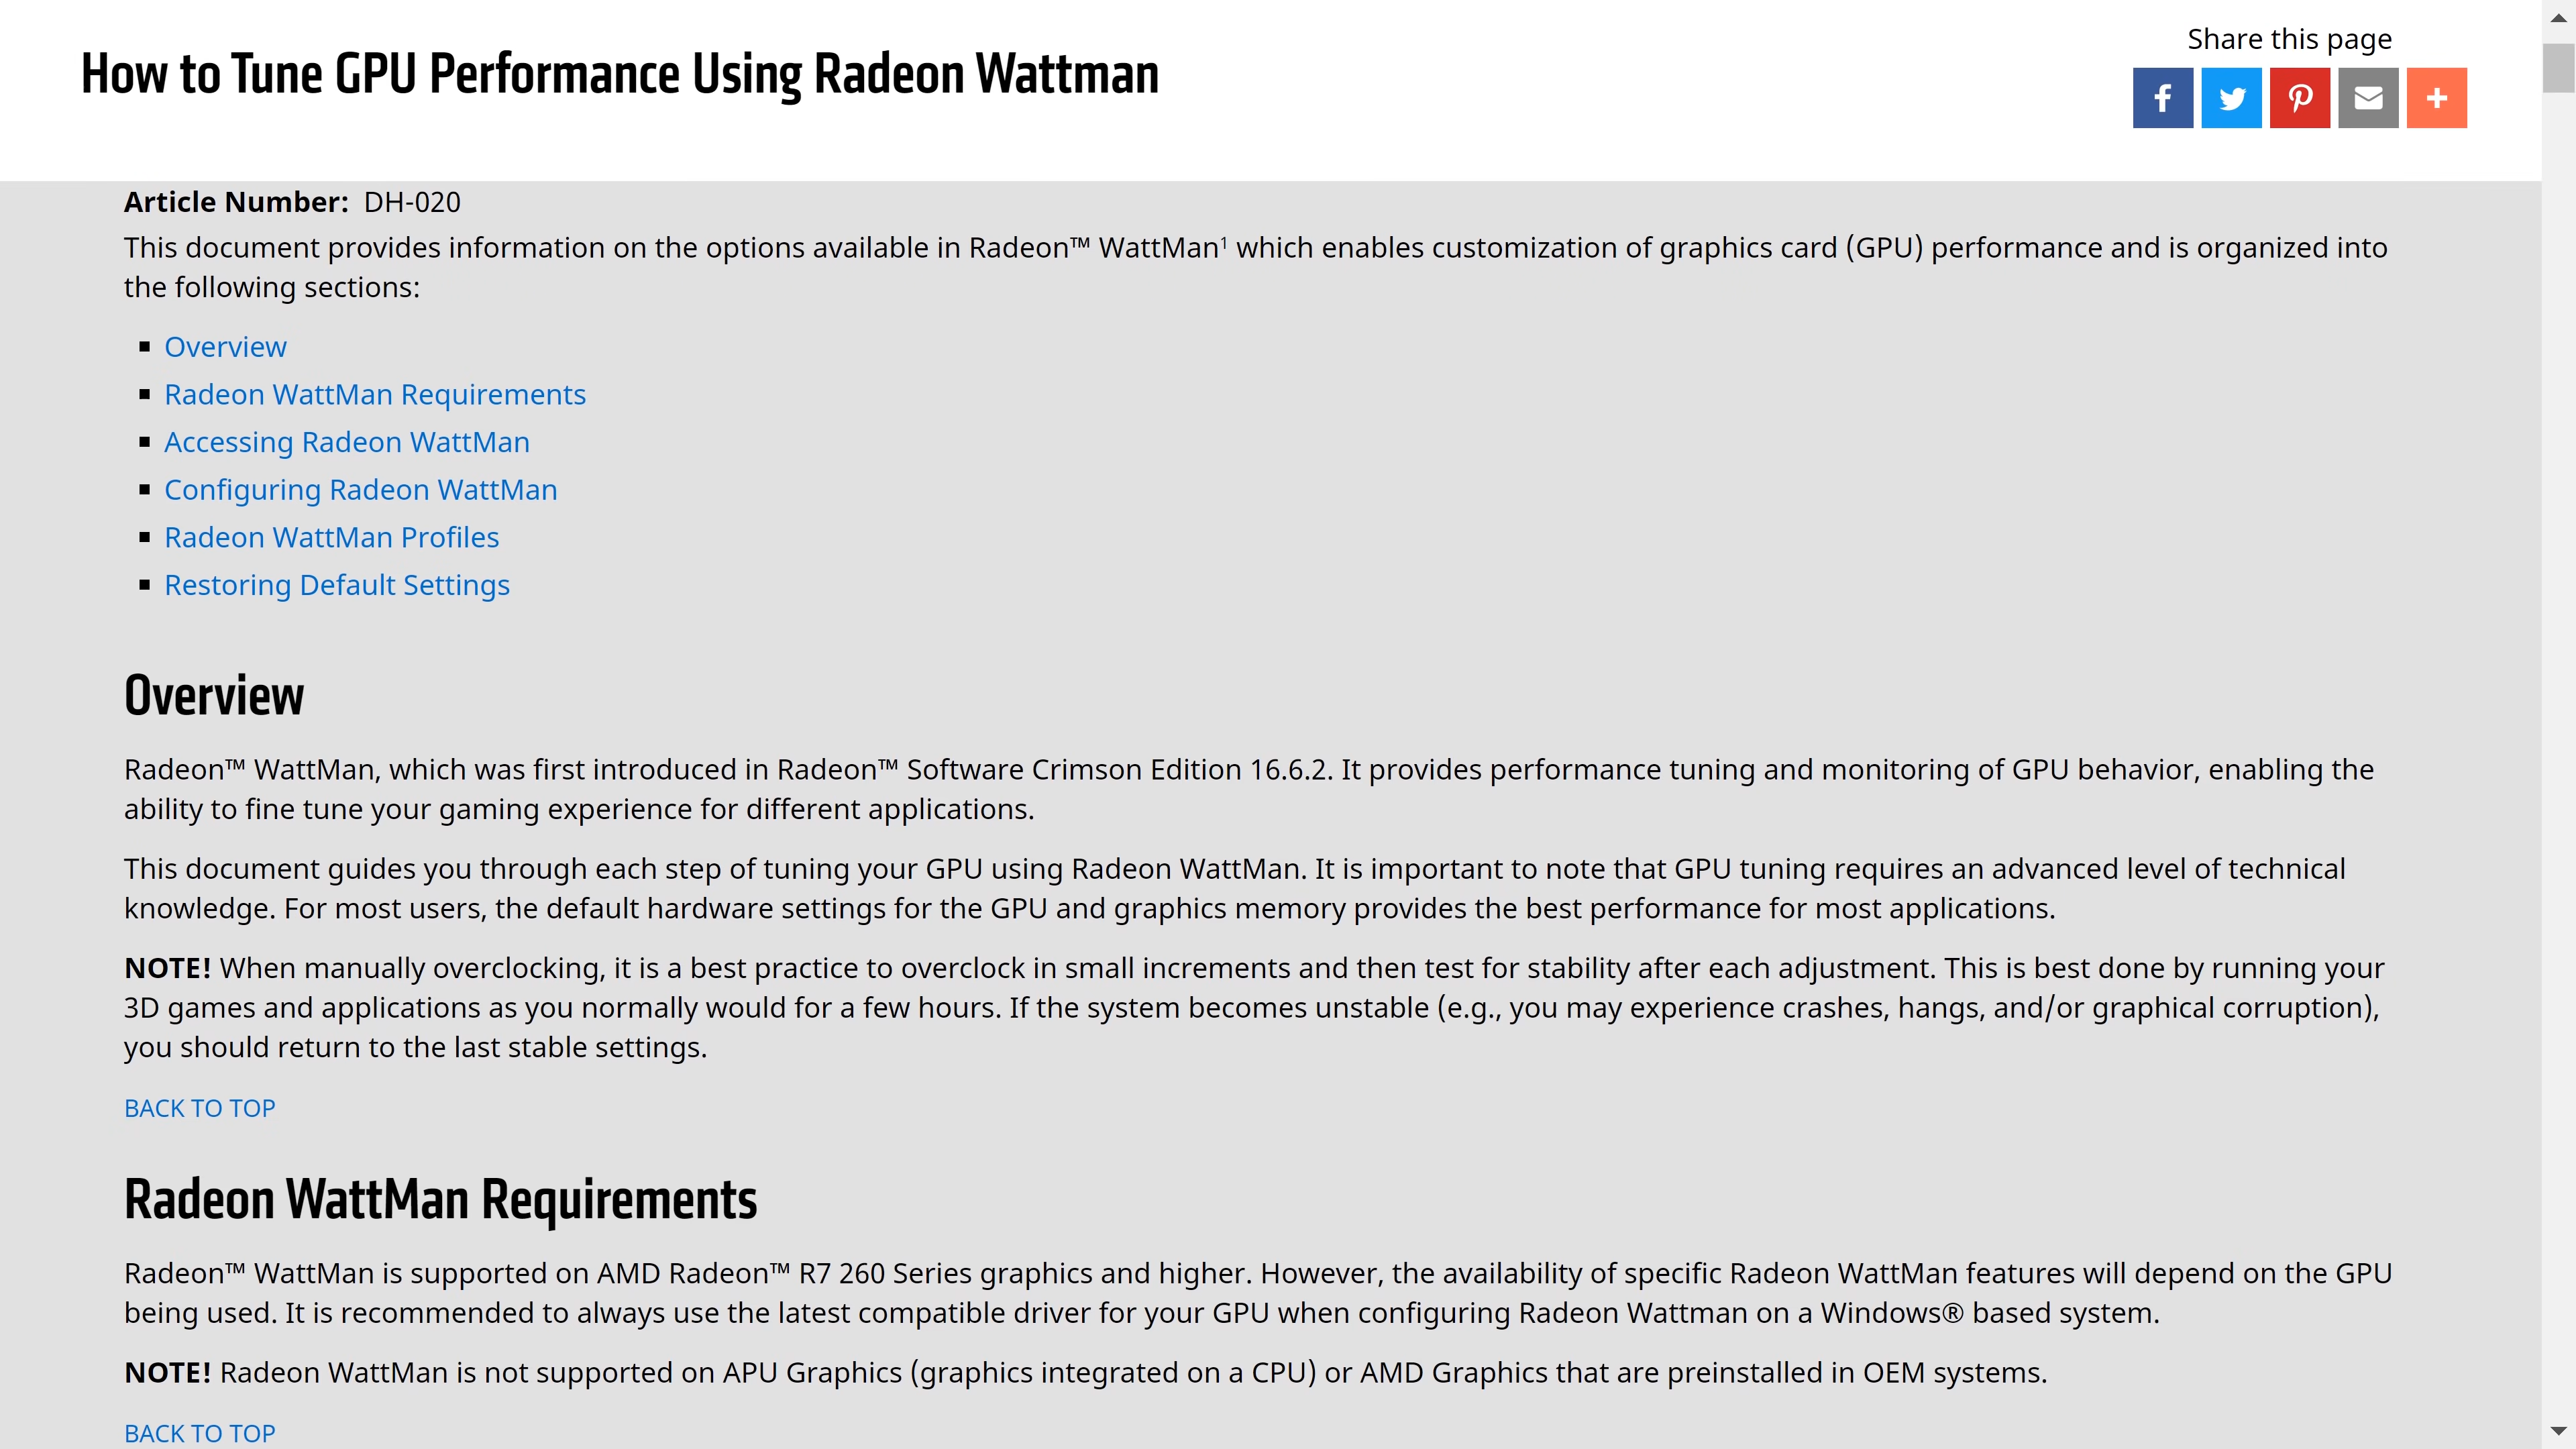 How to Tune GPU Performance Using Radeon Wattman
Share this page
Article Number: DH-020
This document provides information on the options available in Radeon™ WattMan¹ which enables customization of graphics card (GPU) performance and is organized into
the following sections:
Overview
Radeon WattMan Requirements
Accessing Radeon WattMan
Configuring Radeon WattMan
Radeon WattMan Profiles
Restoring Default Settings
Overview
Radeon™ WattMan, which was first introduced in Radeon™ Software Crimson Edition 16.6.2. It provides performance tuning and monitoring of GPU behavior, enabling the
ability to fine tune your gaming experience for different applications.
This document guides you through each step of tuning your GPU using Radeon WattMan. It is important to note that GPU tuning requires an advanced level of technical
knowledge. For most users, the default hardware settings for the GPU and graphics memory provides the best performance for most applications.
NOTE! When manually overclocking, it is a best practice to overclock in small increments and then test for stability after each adjustment. This is best done by running your
3D games and applications as you normally would for a few hours. If the system becomes unstable (e.g., you may experience crashes, hangs, and/or graphical corruption),
you should return to the last stable settings.
BACK TO TOP
Radeon WattMan Requirements
Radeon™ WattMan is supported on AMD Radeon™ R7 260 Series graphics and higher. However, the availability of specific Radeon WattMan features will depend on the GPU
being used. It is recommended to always use the latest compatible driver for your GPU when configuring Radeon Wattman on a Windows® based system.
NOTE! Radeon WattMan is not supported on APU Graphics (graphics integrated on a CPU) or AMD Graphics that are preinstalled in OEM systems.
BACK TO TOP